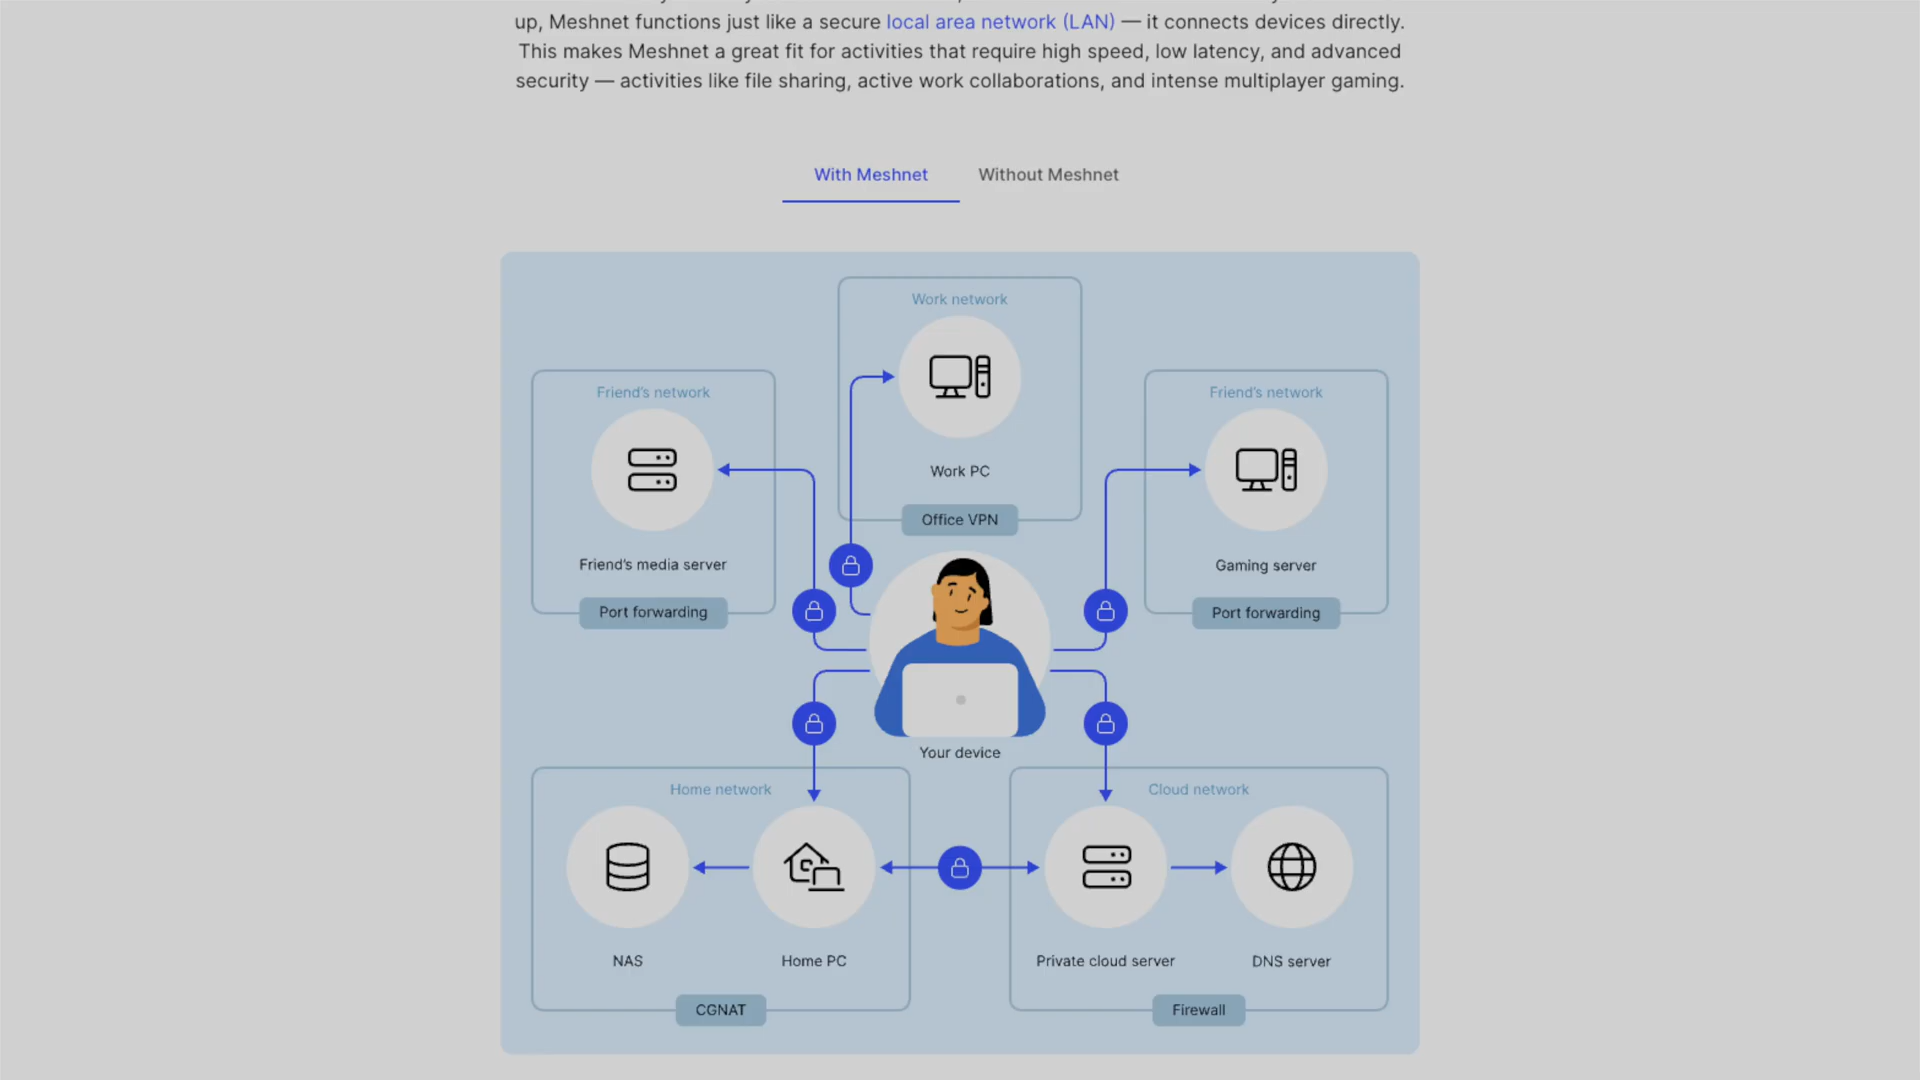 up, Meshnet functions just like a secure local area network (LAN) — it connects devices directly.
This makes Meshnet a great fit for activities that require high speed, low latency, and advanced
security — activities like file sharing, active work collaborations, and intense multiplayer gaming.
With Meshnet
Without Meshnet
Work network
Work PC
Office VPN
Friend's network
Friend's media server
Port forwarding
Friend's network
Gaming server
Port forwarding
Your device
Home network
NAS
Home PC
CGNAT
Cloud network
Private cloud server
DNS server
Firewall